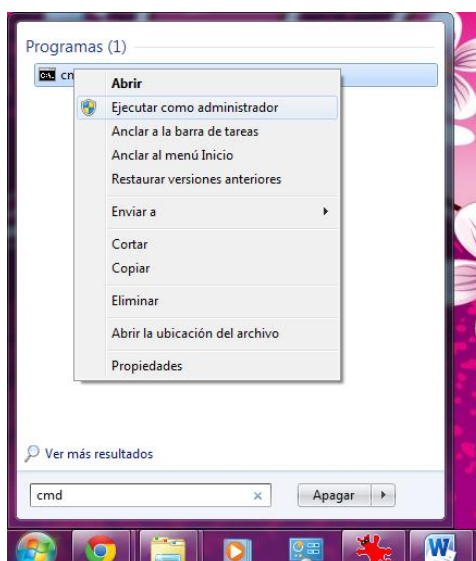 Programas (1)
Abrir
Ejecutar como administrador
Anclar a la barra de tareas
Anclar al menú Inicio
Restaurar versiones anteriores
Enviar a
Cortar
Copiar
Eliminar
Abrir la ubicación del archivo
Propiedades
Ver más resultados
cmd
Apagar